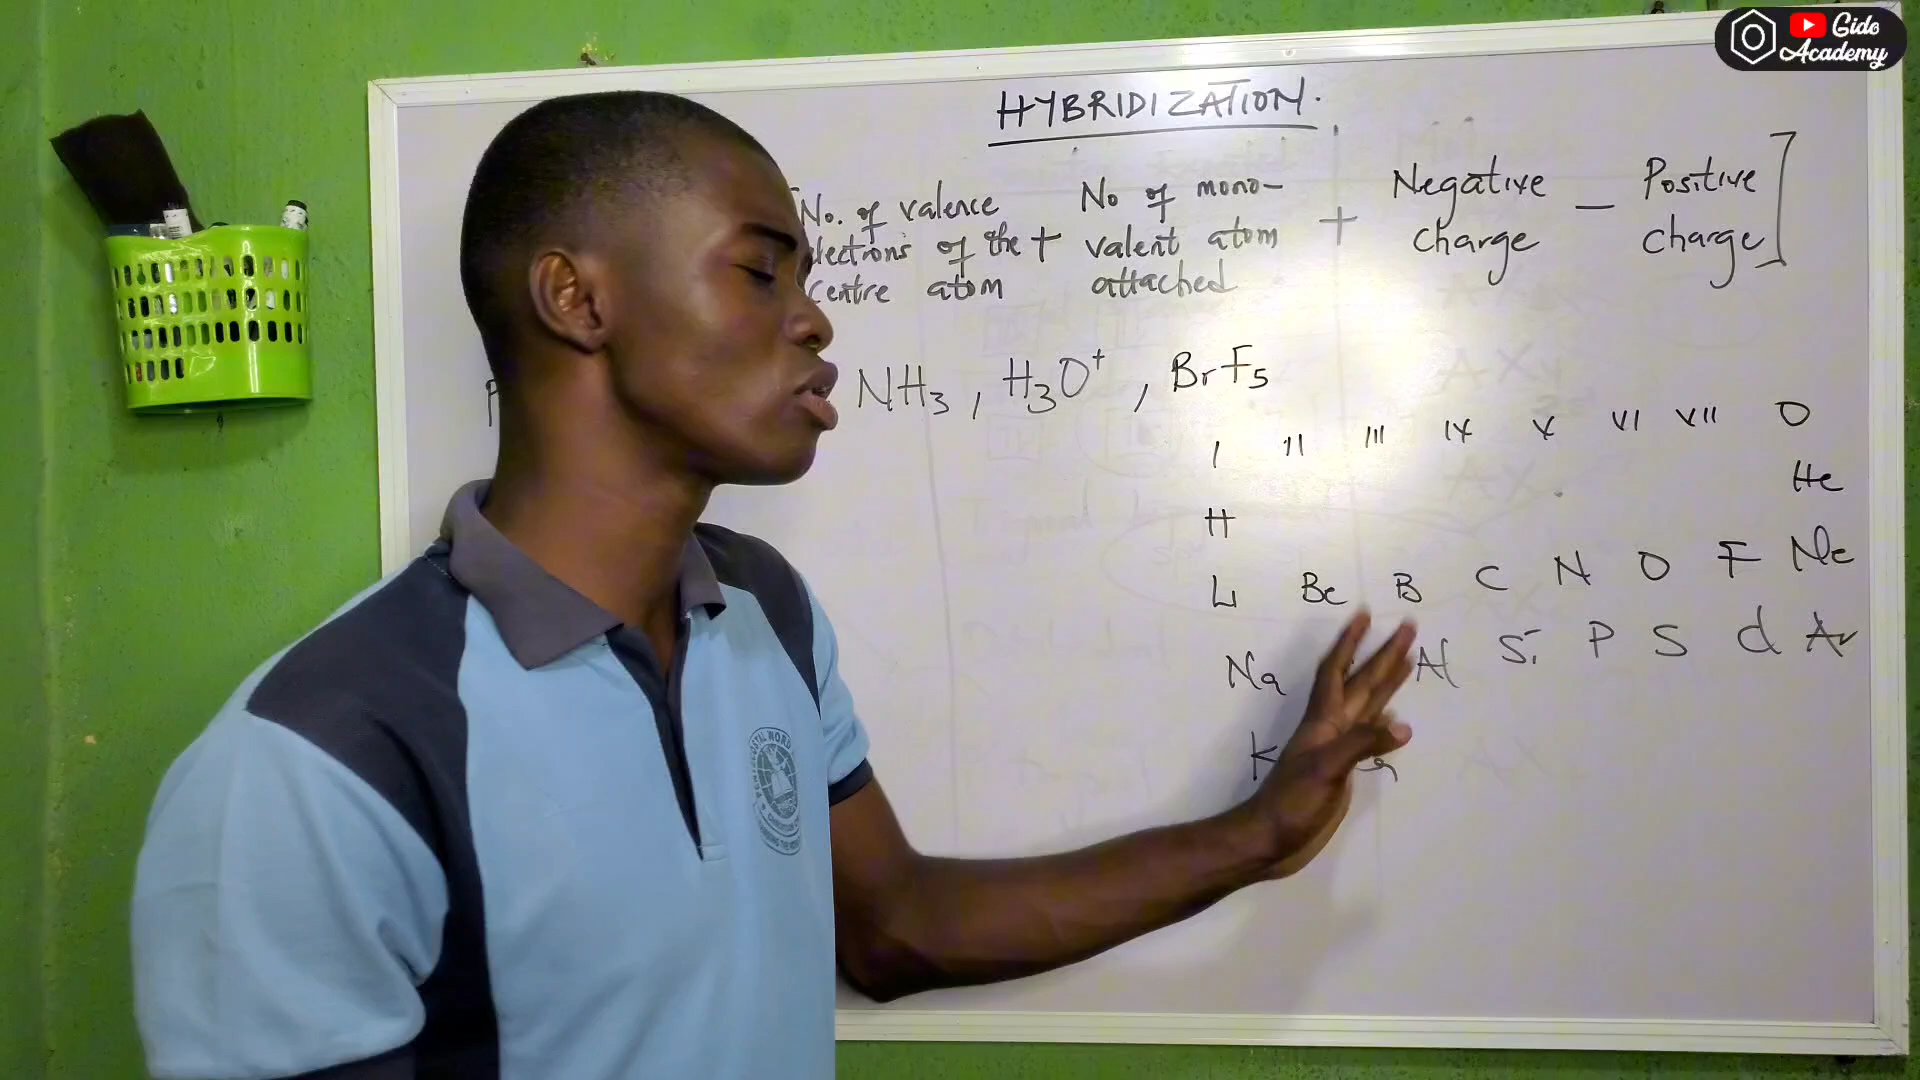 Gido
Academy
HYBRIDIZATION.
No. of valence No of mono- Negative Positive
electrons of the + valent atom + charge − charge]
centre atom attached
NH3, H3O+, BrF5
I II III IV V VI VII O
He
H
Li Be B C N O F Ne
Na Al Si P S Cl Ar
K